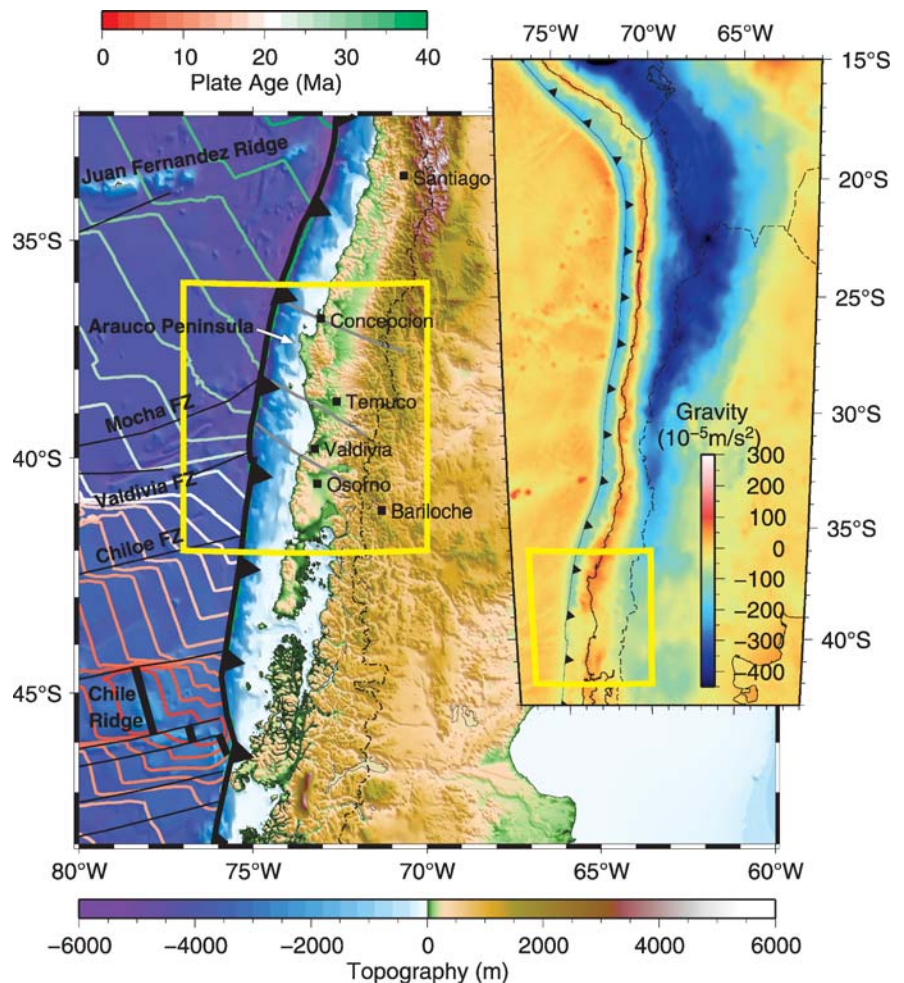 0 10 20 30 40
Plate Age (Ma)
75°W 70°W 65°W
15°S
20°S
25°S
30°S
35°S
40°S
Gravity
(10⁻⁵m/s²)
300
200
100
0
−100
−200
−300
−400
Juan Fernandez Ridge
Santiago
35°S
Arauco Peninsula
Concepcion
Mocha FZ
Temuco
40°S
Valdivia
Valdivia FZ
Osorno
Bariloche
Chiloe FZ
45°S
Chile
Ridge
80°W 75°W 70°W 65°W 60°W
−6000 −4000 −2000 0 2000 4000 6000
Topography (m)